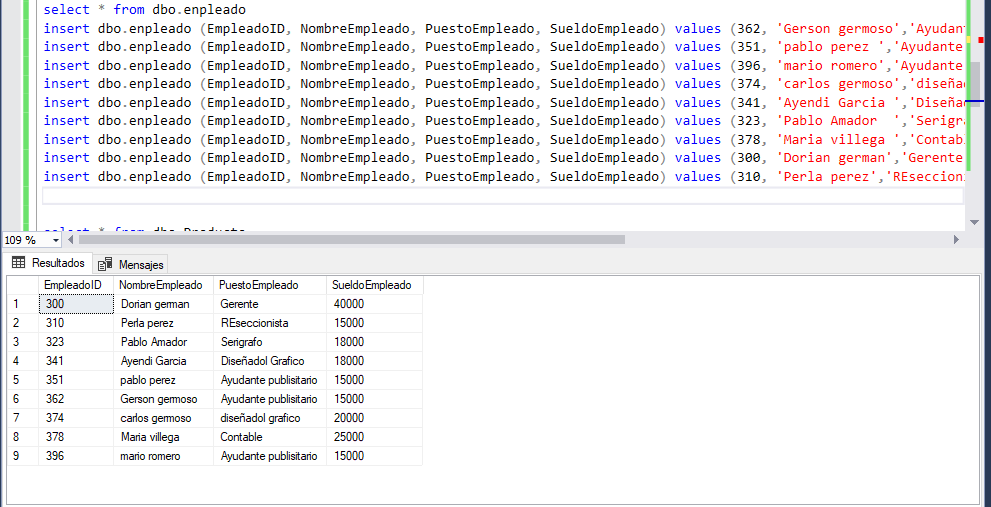 select * from dbo.enpleado
insert dbo.enpleado (EmpleadoID, NombreEmpleado, PuestoEmpleado, SueldoEmpleado) values (362, 'Gerson germoso','Ayudant
insert dbo.enpleado (EmpleadoID, NombreEmpleado, PuestoEmpleado, SueldoEmpleado) values (351, 'pablo perez ','Ayudante
insert dbo.enpleado (EmpleadoID, NombreEmpleado, PuestoEmpleado, SueldoEmpleado) values (396, 'mario romero','Ayudante
insert dbo.enpleado (EmpleadoID, NombreEmpleado, PuestoEmpleado, SueldoEmpleado) values (374, 'carlos germoso','diseñad
insert dbo.enpleado (EmpleadoID, NombreEmpleado, PuestoEmpleado, SueldoEmpleado) values (341, 'Ayendi Garcia ','Diseñad
insert dbo.enpleado (EmpleadoID, NombreEmpleado, PuestoEmpleado, SueldoEmpleado) values (323, 'Pablo Amador  ','Serigra
insert dbo.enpleado (EmpleadoID, NombreEmpleado, PuestoEmpleado, SueldoEmpleado) values (378, 'Maria villega ','Contab
insert dbo.enpleado (EmpleadoID, NombreEmpleado, PuestoEmpleado, SueldoEmpleado) values (300, 'Dorian german','Gerente
insert dbo.enpleado (EmpleadoID, NombreEmpleado, PuestoEmpleado, SueldoEmpleado) values (310, 'Perla perez','REseccion
select * from dbo.Producto
109 %
Resultados Mensajes
EmpleadoID NombreEmpleado PuestoEmpleado SueldoEmpleado
1 300 Dorian german Gerente 40000
2 310 Perla perez REseccionista 15000
3 323 Pablo Amador Serigrafo 18000
4 341 Ayendi Garcia Diseñadol Grafico 18000
5 351 pablo perez Ayudante publisitario 15000
6 362 Gerson germoso Ayudante publisitario 15000
7 374 carlos germoso diseñadol grafico 20000
8 378 Maria villega Contable 25000
9 396 mario romero Ayudante publisitario 15000